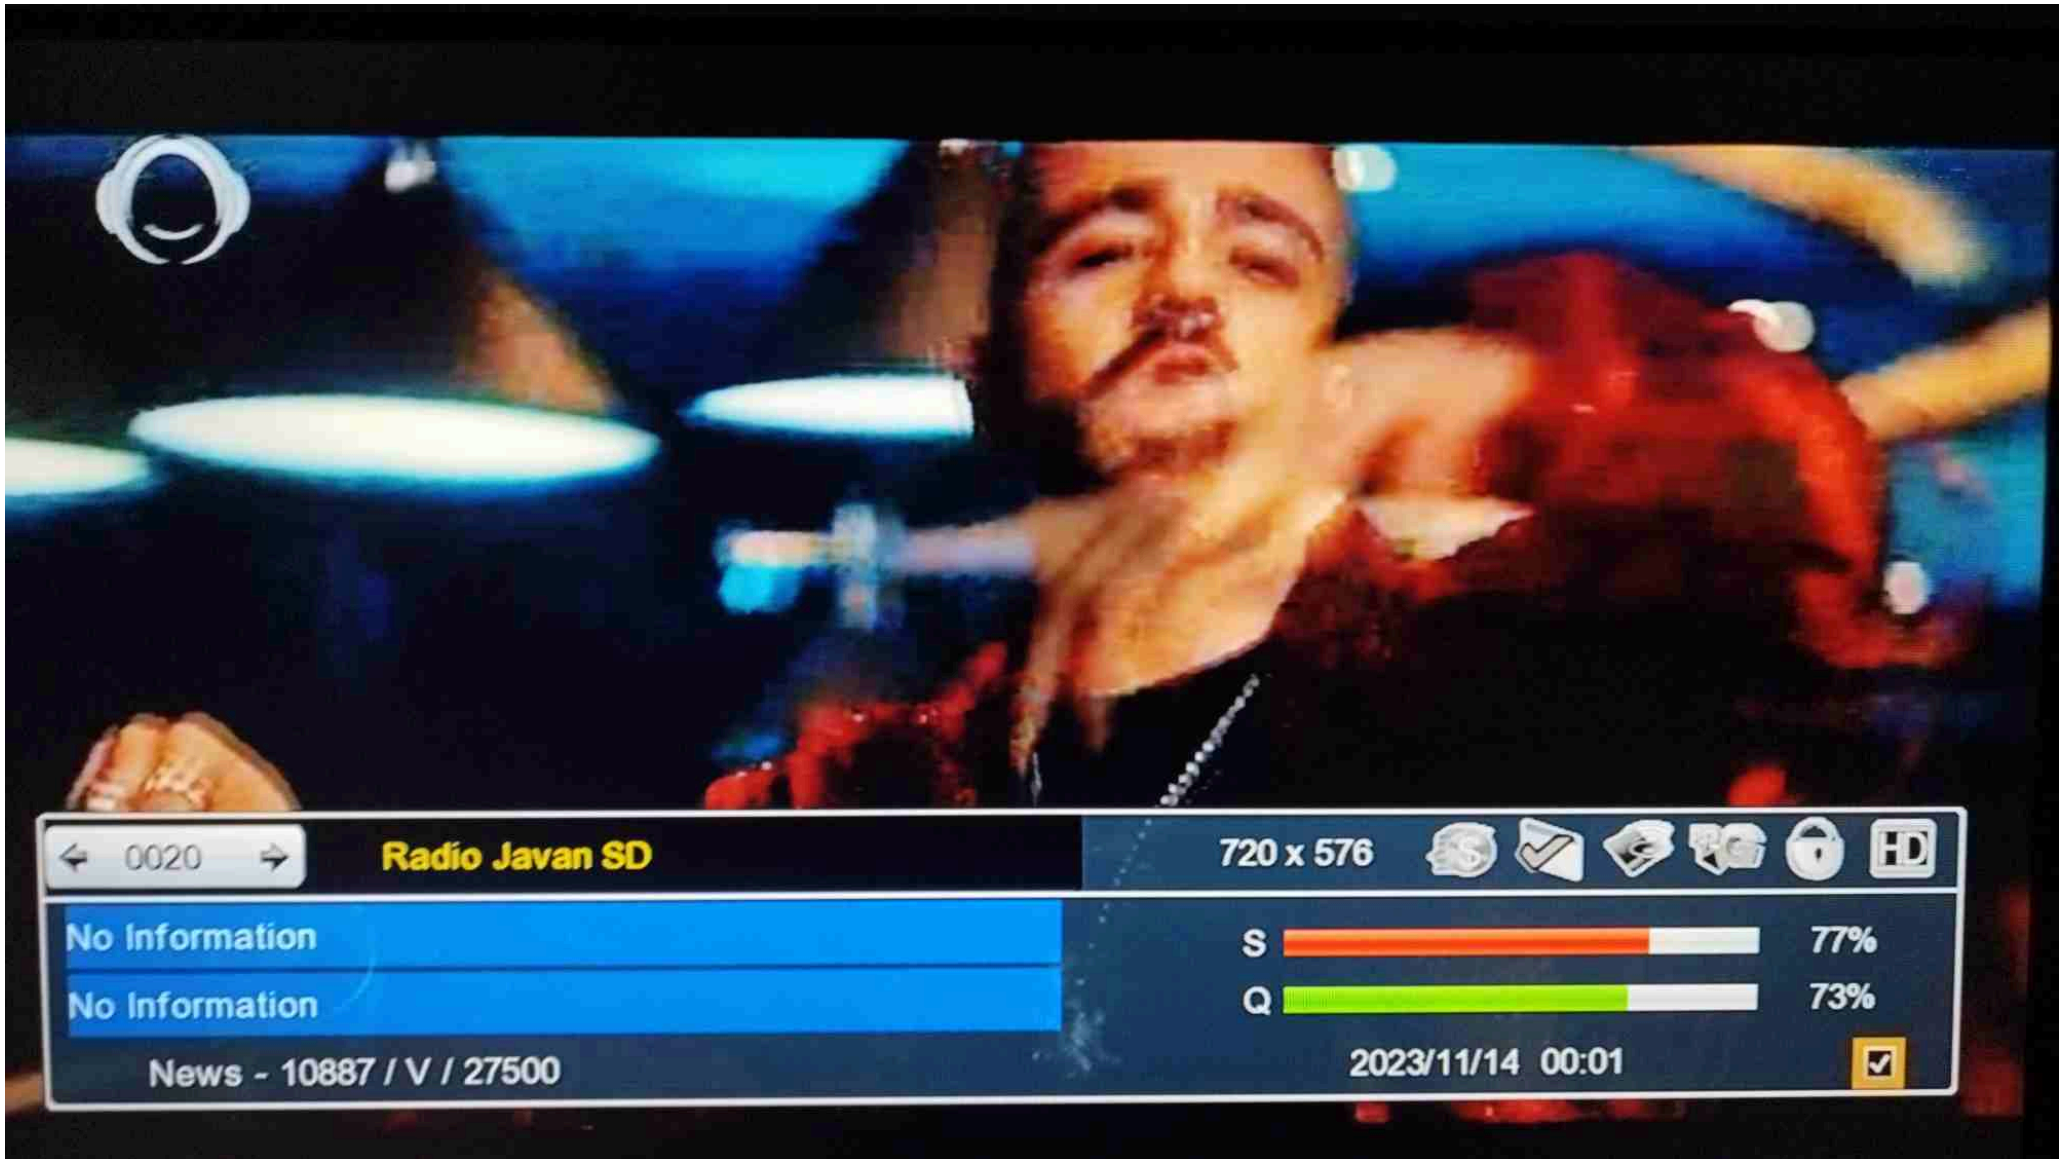 0020
Radio Javan SD
720 x 576
HD
No Information
S
77%
No Information
Q
73%
News - 10887 / V / 27500
2023/11/14 00:01